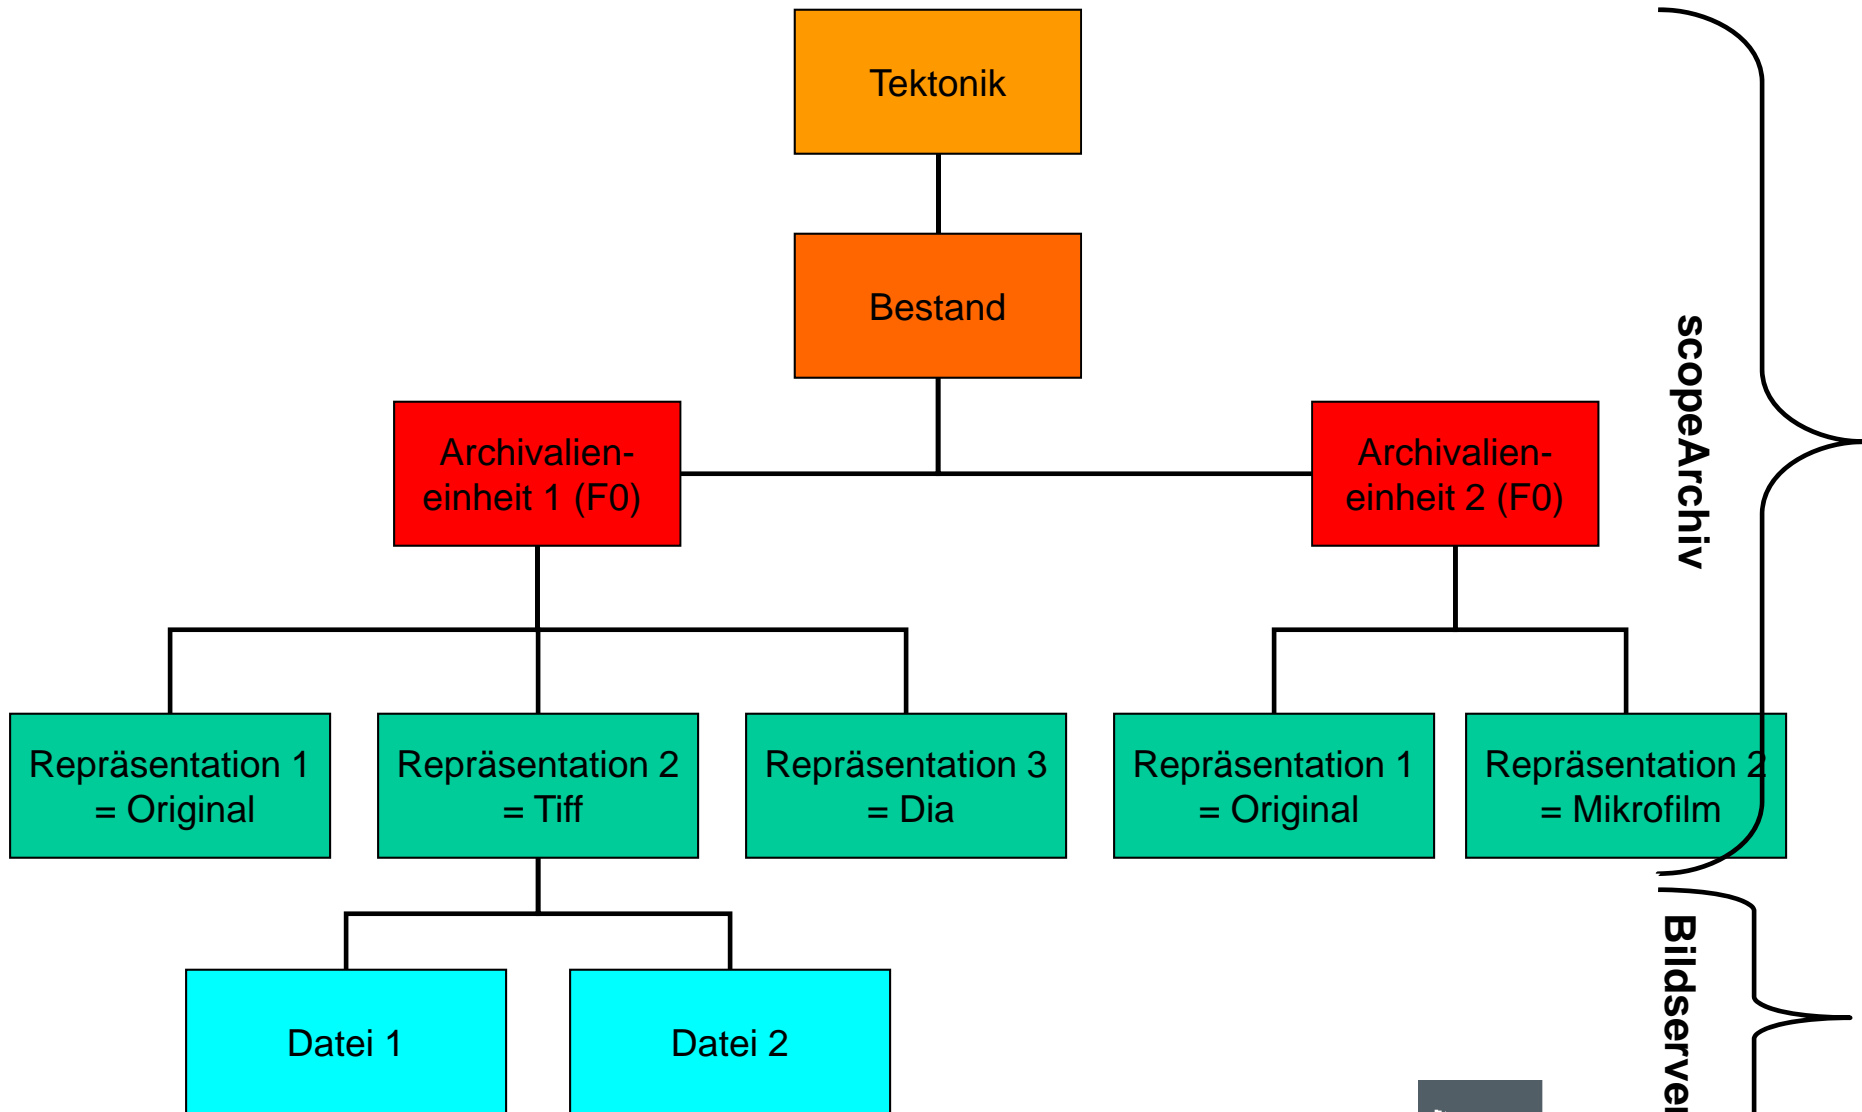 Tektonik
Bestand
scopeArchiv
Archivalien-
einheit 1 (F0)
Archivalien-
einheit 2 (F0)
Repräsentation 1
= Original
Repräsentation 2
= Tiff
Repräsentation 3
= Dia
Repräsentation 1
= Original
Repräsentation 2
= Mikrofilm
Bildserver
Datei 1
Datei 2